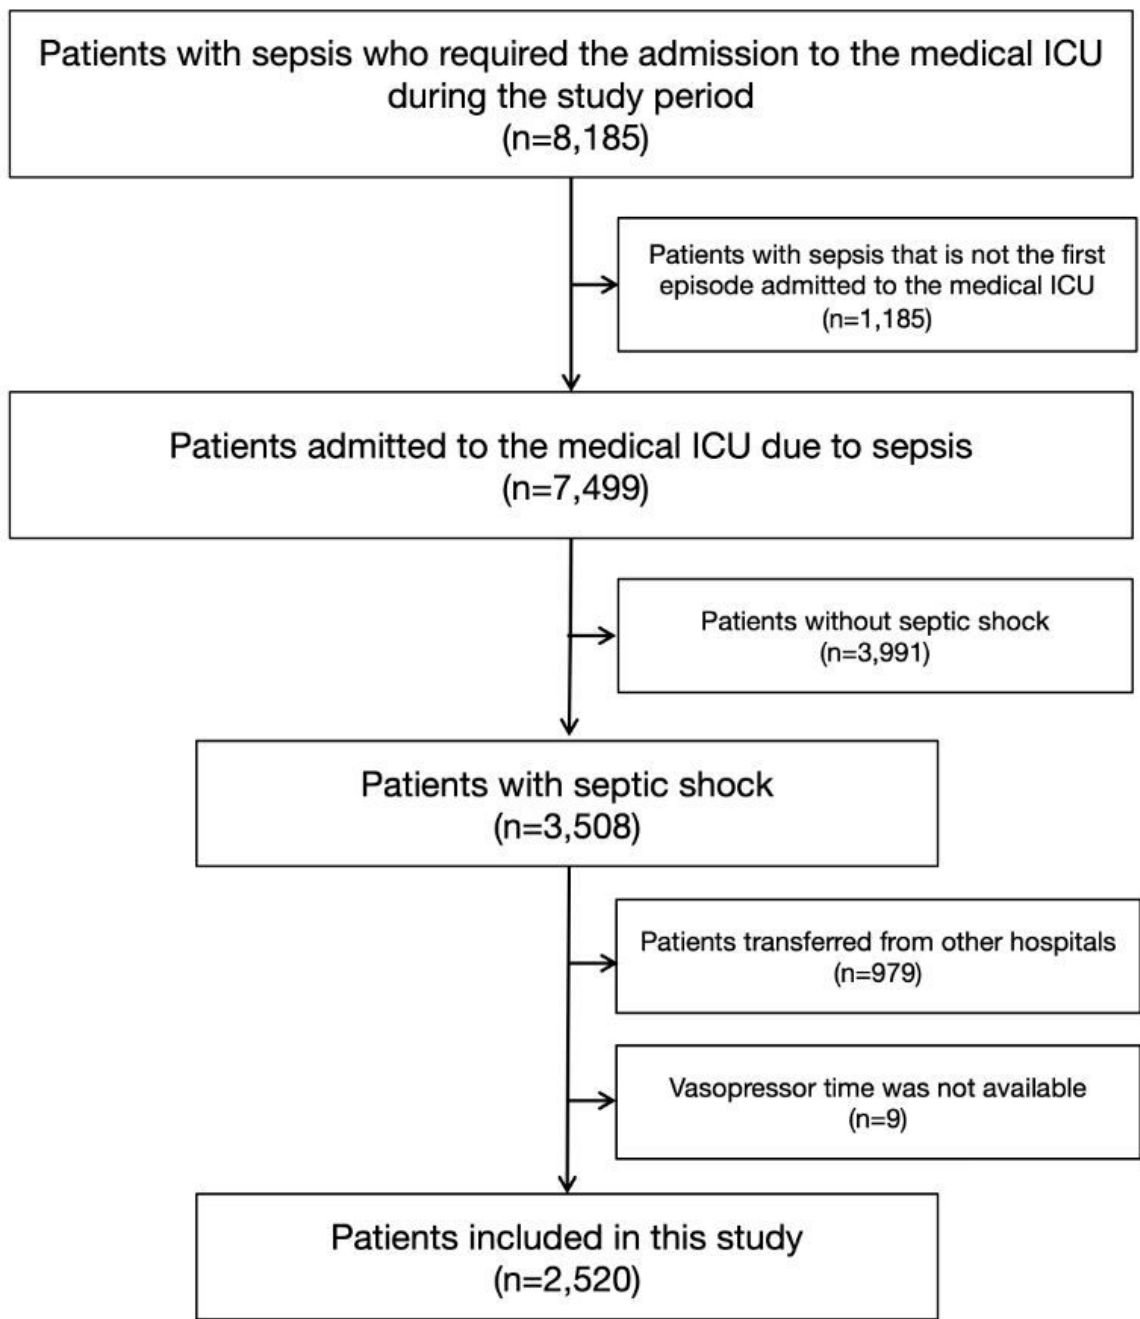 Patients with sepsis who required the admission to the medical ICU
during the study period
(n=8,185)
Patients with sepsis that is not the first
episode admitted to the medical ICU
(n=1,185)
Patients admitted to the medical ICU due to sepsis
(n=7,499)
Patients without septic shock
(n=3,991)
Patients with septic shock
(n=3,508)
Patients transferred from other hospitals
(n=979)
Vasopressor time was not available
(n=9)
Patients included in this study
(n=2,520)